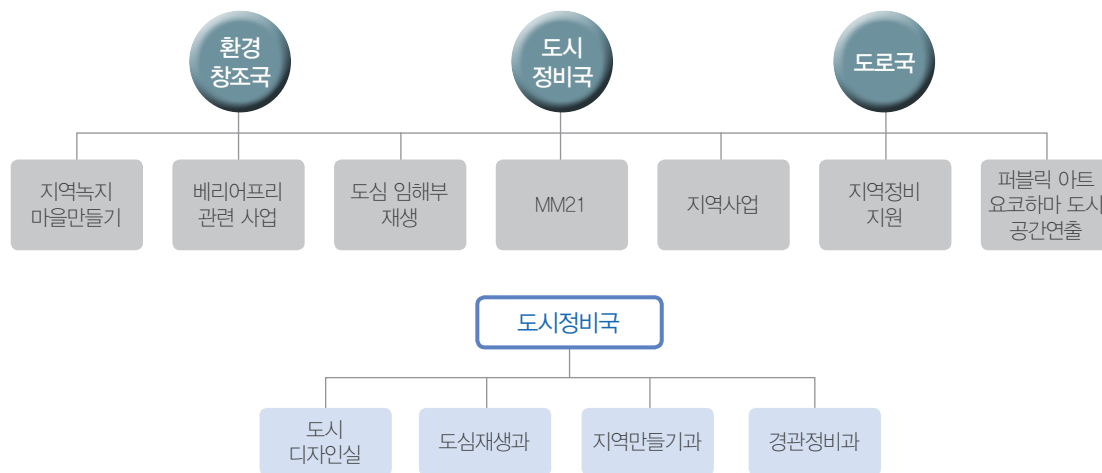 환경
창조국
도시
정비국
도로국
지역녹지
마을만들기
베리어프리
관련 사업
도심 임해부
재생
MM21
지역사업
지역정비
지원
퍼블릭 아트
요코하마 도시
공간연출
도시정비국
도시
디자인실
도심재생과
지역만들기과
경관정비과